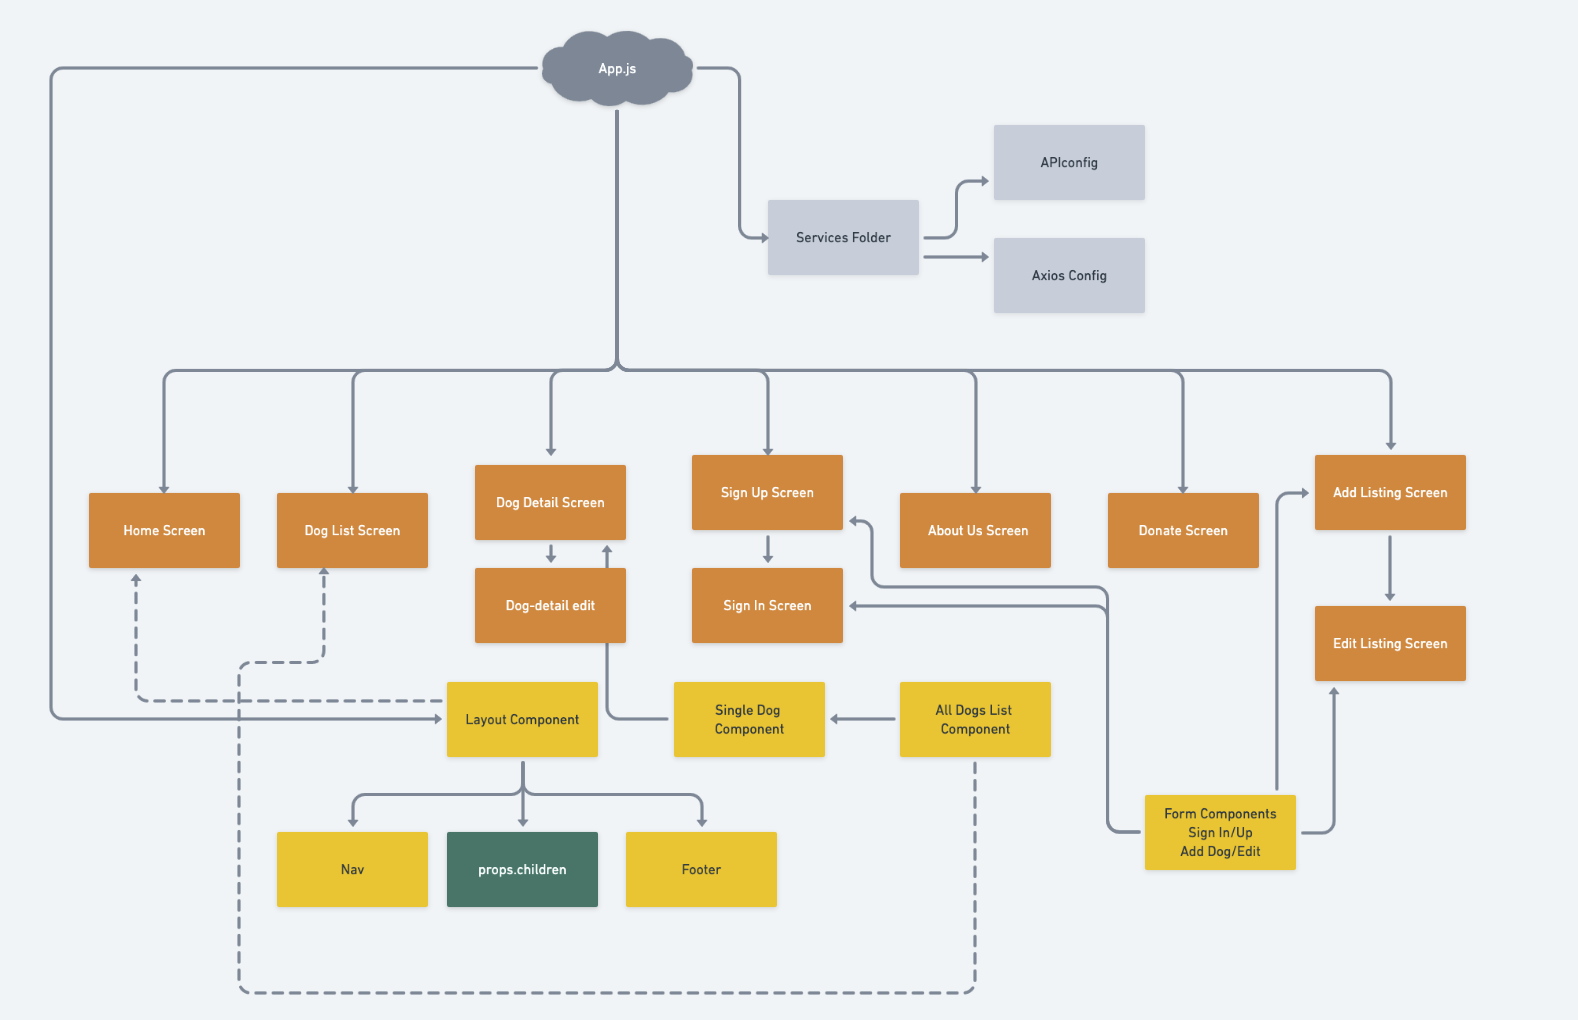 App.js
APIconfig
Services Folder
Axios Config
Home Screen
Dog List Screen
Dog Detail Screen
Sign Up Screen
About Us Screen
Donate Screen
Add Listing Screen
Dog-detail edit
Sign In Screen
Edit Listing Screen
Layout Component
Single Dog
Component
All Dogs List
Component
Form Components
Sign In/Up
Add Dog/Edit
Nav
props.children
Footer